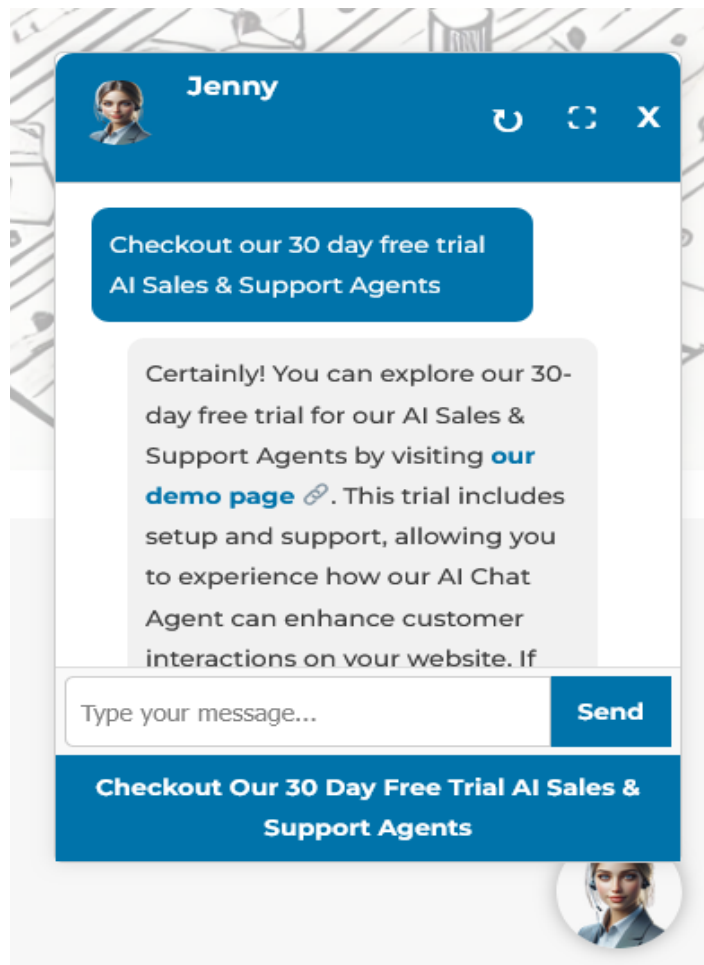 Jenny
X
Checkout our 30 day free trial
AI Sales & Support Agents
Certainly! You can explore our 30-
day free trial for our AI Sales &
Support Agents by visiting our
demo page 🔗. This trial includes
setup and support, allowing you
to experience how our AI Chat
Agent can enhance customer
interactions on your website. If
Type your message...
Send
Checkout Our 30 Day Free Trial AI Sales &
Support Agents